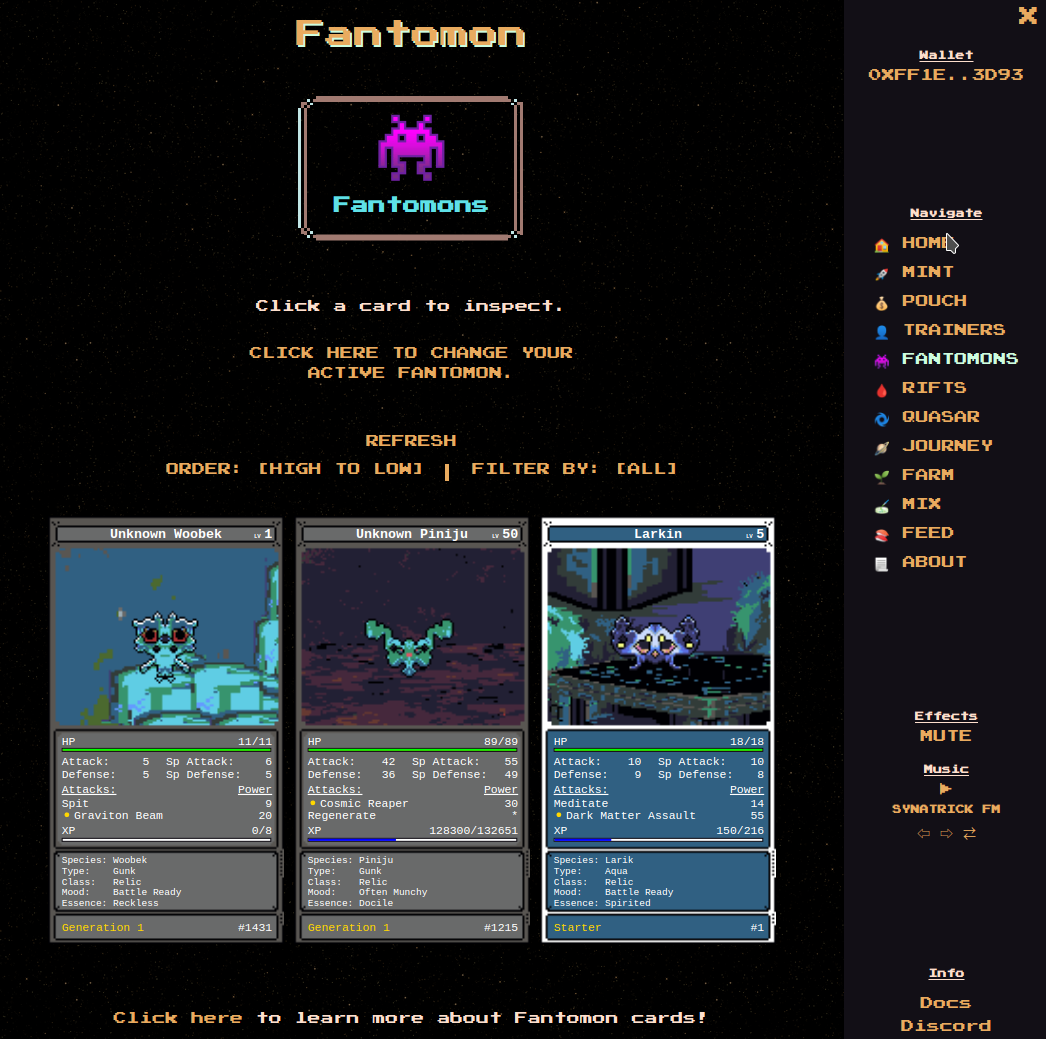 Fantomon
Fantomons
Click a card to inspect.
CLICK HERE TO CHANGE YOUR
ACTIVE FANTOMON.
REFRESH
ORDER: [HIGH TO LOW] | FILTER BY: [ALL]
Unknown Woobek LV 1
HP 11/11
Attack: 5 Sp Attack: 6
Defense: 5 Sp Defense: 5
Attacks: Power
Spit 9
Graviton Beam 20
XP 0/8
Species: Woobek
Type: Gunk
Class: Relic
Mood: Battle Ready
Essence: Reckless
Generation 1 #1431
Unknown Piniju LV 50
HP 89/89
Attack: 42 Sp Attack: 55
Defense: 36 Sp Defense: 49
Attacks: Power
Cosmic Reaper 30
Regenerate *
XP 128300/132651
Species: Piniju
Type: Gunk
Class: Relic
Mood: Often Munchy
Essence: Docile
Generation 1 #1215
Larkin LV 5
HP 18/18
Attack: 10 Sp Attack: 10
Defense: 9 Sp Defense: 8
Attacks: Power
Meditate 14
Dark Matter Assault 55
XP 150/216
Species: Larik
Type: Aqua
Class: Relic
Mood: Battle Ready
Essence: Spirited
Starter #1
Click here to learn more about Fantomon cards!
X
Wallet
0XFF1E..3D93
Navigate
HOME
MINT
POUCH
TRAINERS
FANTOMONS
RIFTS
QUASAR
JOURNEY
FARM
MIX
FEED
ABOUT
Effects
MUTE
Music
SYNATRICK FM
Info
Docs
Discord